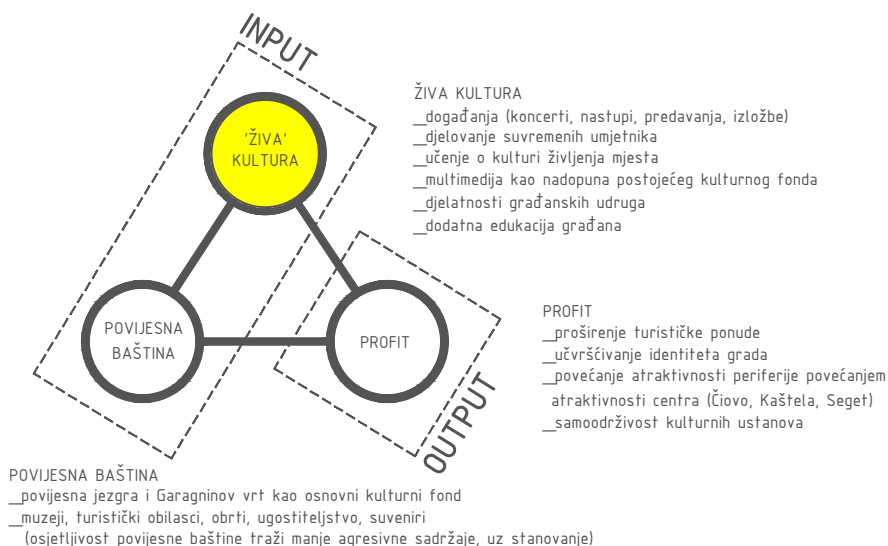 INPUT
'ŽIVA'
KULTURA
POVIJESNA
BAŠTINA
PROFIT
OUTPUT
ŽIVA KULTURA
__događanja (koncerti, nastupi, predavanja, izložbe)
__djelovanje suvremenih umjetnika
__učenje o kulturi življenja mjesta
__multimedija kao nadopuna postojećeg kulturnog fonda
__djelatnosti građanskih udruga
__dodatna edukacija građana
PROFIT
__proširenje turističke ponude
__učvršćivanje identiteta grada
__povećanje atraktivnosti periferije povećanjem
atraktivnosti centra (Čiovo, Kaštela, Seget)
__samoodrživost kulturnih ustanova
POVIJESNA BAŠTINA
__povijesna jezgra i Garagninov vrt kao osnovni kulturni fond
__muzeji, turistički obilasci, obrti, ugostiteljstvo, suveniri
(osjetljivost povijesne baštine traži manje agresivne sadržaje, uz stanovanje)